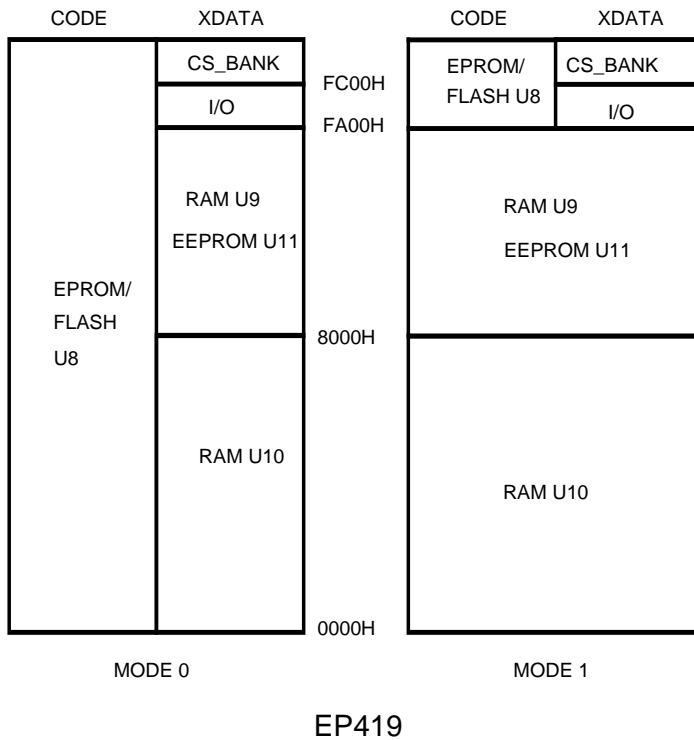 CODE XDATA CODE XDATA
CS_BANK
FC00H
EPROM/
FLASH U8
CS_BANK
I/O
FA00H
I/O
RAM U9
EEPROM U11
RAM U9
EEPROM U11
EPROM/
FLASH
U8
8000H
RAM U10
RAM U10
0000H
MODE 0 MODE 1
EP419